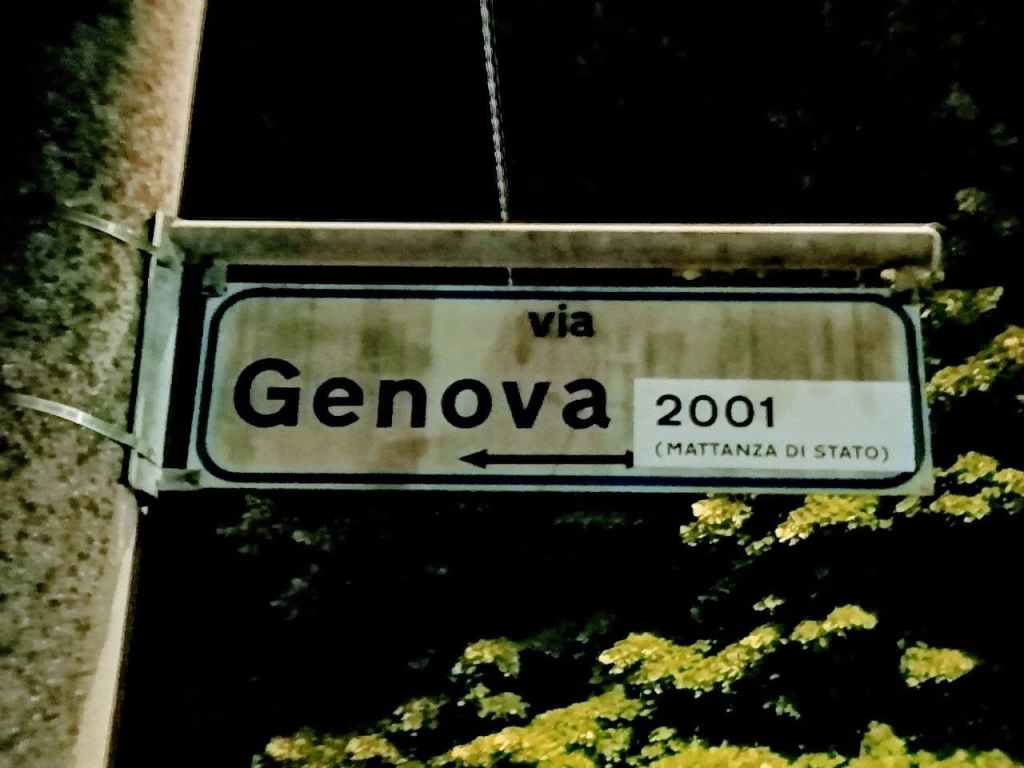 via
Genova
2001
(MATTANZA DI STATO)